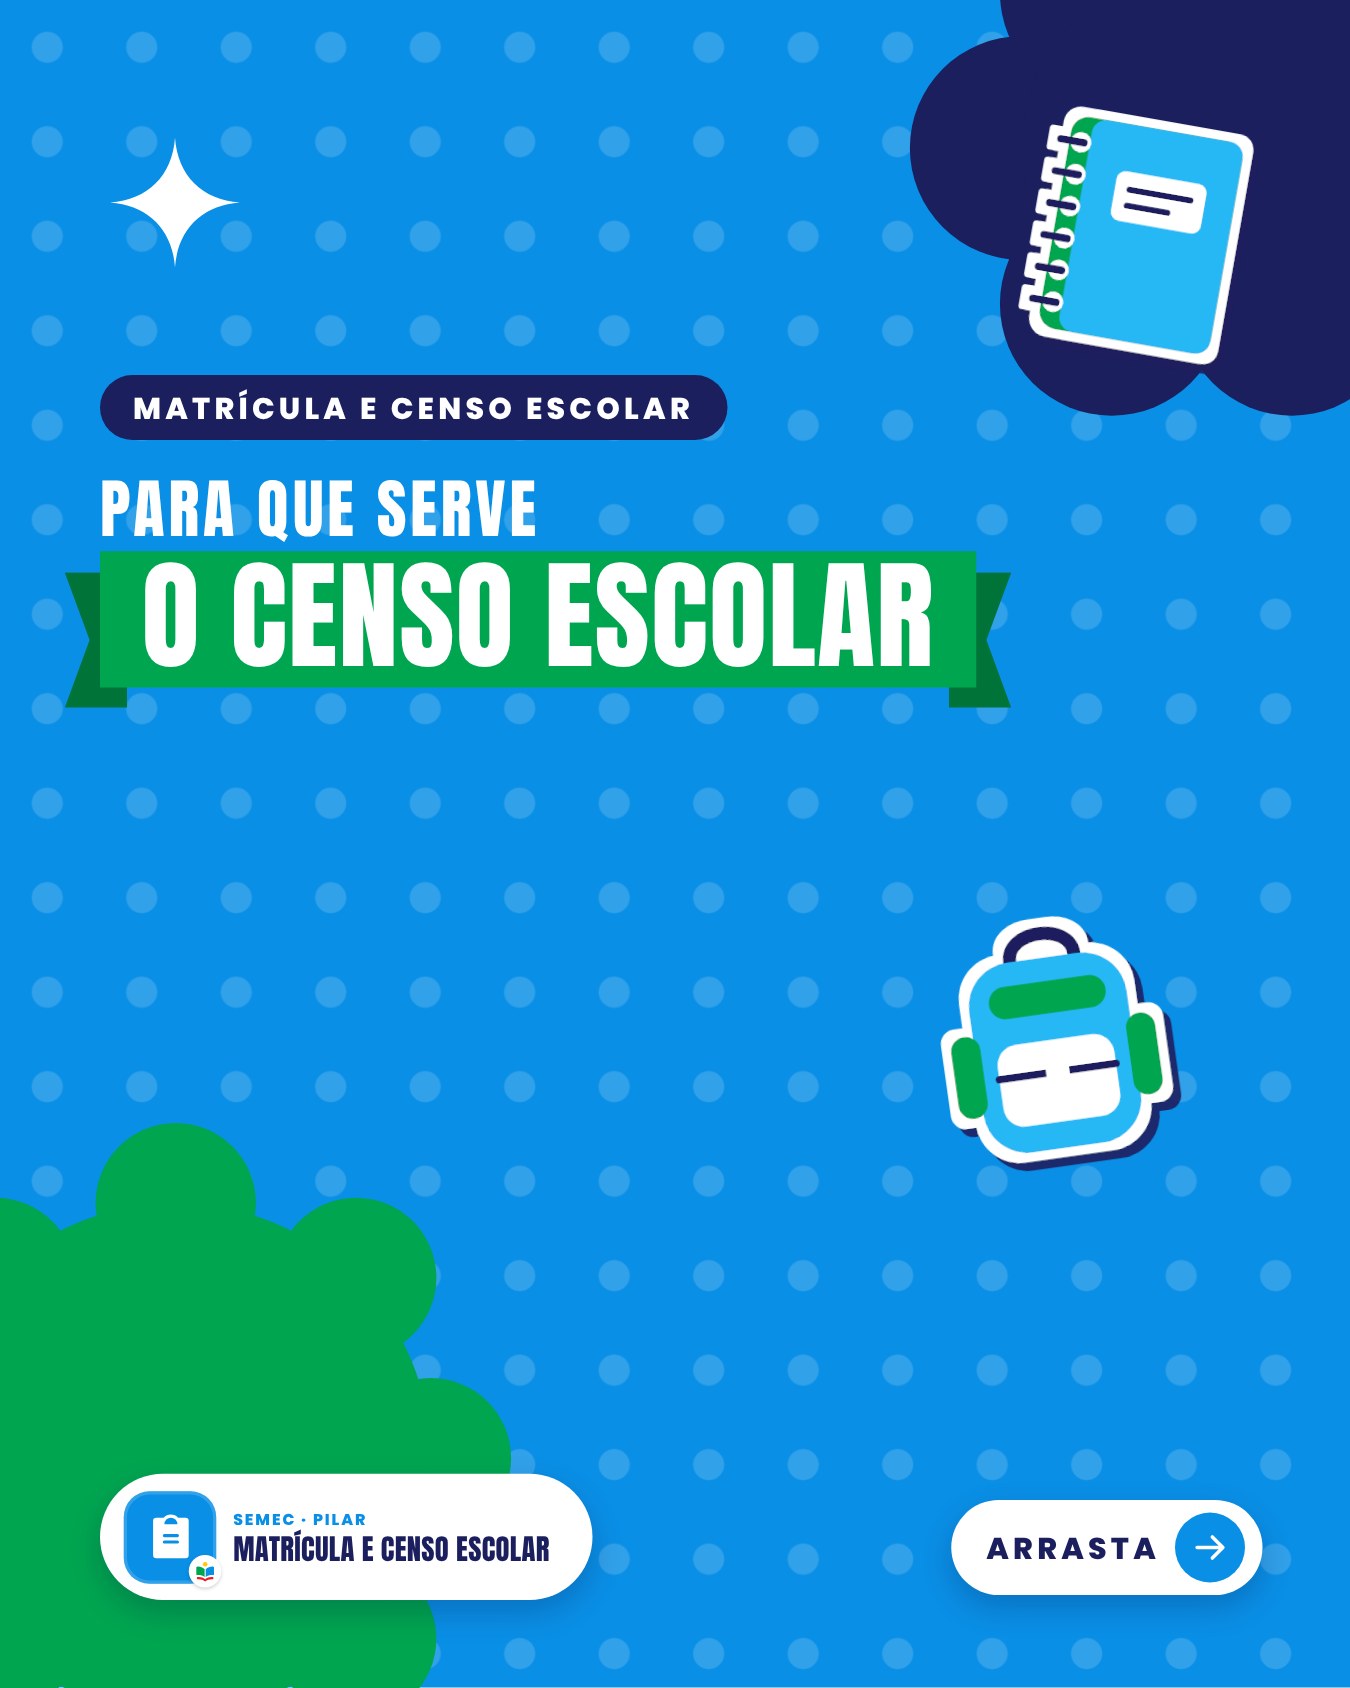 MATRÍCULA E CENSO ESCOLAR
PARA QUE SERVE
O CENSO ESCOLAR
SEMEC · PILAR
MATRÍCULA E CENSO ESCOLAR
ARRASTA